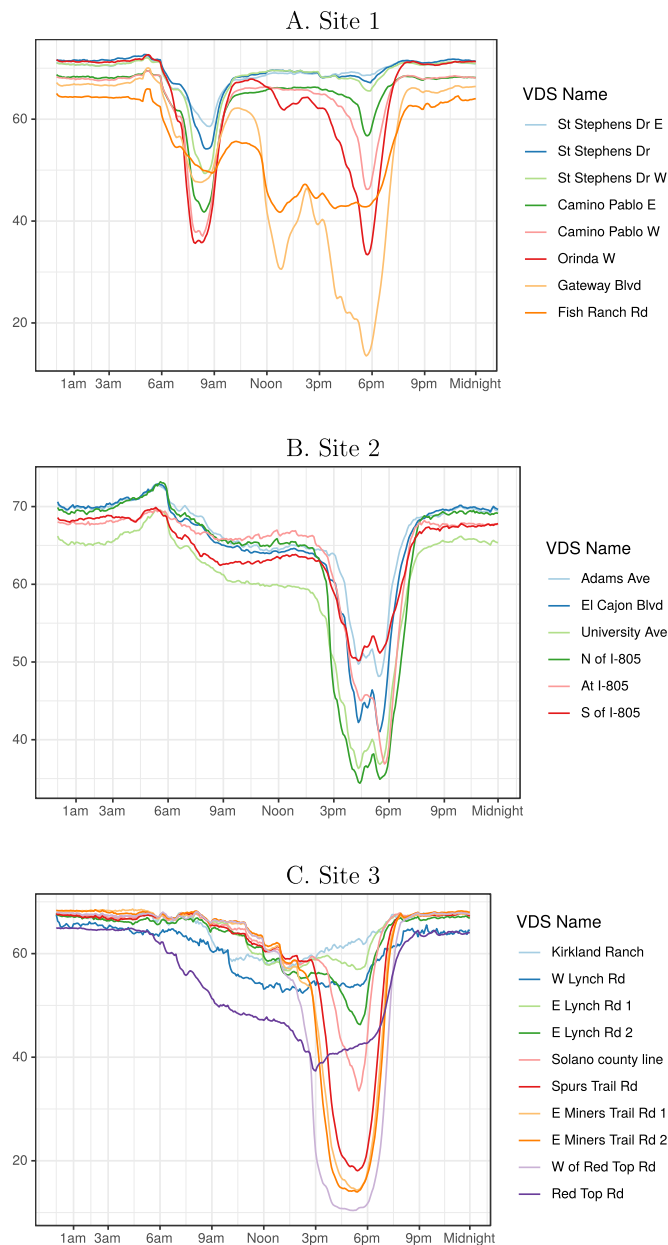 A. Site 1
60
40
20
1am 3am 6am 9am Noon 3pm 6pm 9pm Midnight
VDS Name
St Stephens Dr E
St Stephens Dr
St Stephens Dr W
Camino Pablo E
Camino Pablo W
Orinda W
Gateway Blvd
Fish Ranch Rd
B. Site 2
70
60
50
40
1am 3am 6am 9am Noon 3pm 6pm 9pm Midnight
VDS Name
Adams Ave
El Cajon Blvd
University Ave
N of I-805
At I-805
S of I-805
C. Site 3
60
40
20
1am 3am 6am 9am Noon 3pm 6pm 9pm Midnight
VDS Name
Kirkland Ranch
W Lynch Rd
E Lynch Rd 1
E Lynch Rd 2
Solano county line
Spurs Trail Rd
E Miners Trail Rd 1
E Miners Trail Rd 2
W of Red Top Rd
Red Top Rd